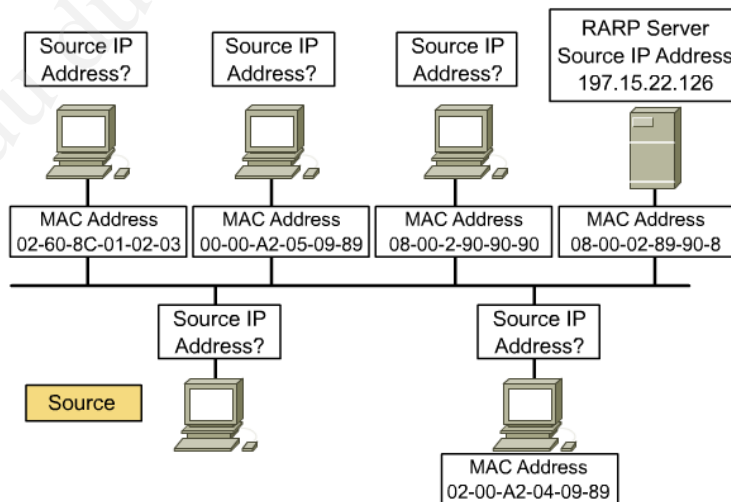 Source IP
Address?
Source IP
Address?
Source IP
Address?
RARP Server
Source IP Address
197.15.22.126
MAC Address
02-60-8C-01-02-03
MAC Address
00-00-A2-05-09-89
MAC Address
08-00-2-90-90-90
MAC Address
08-00-02-89-90-8
Source IP
Address?
Source IP
Address?
Source
MAC Address
02-00-A2-04-09-89